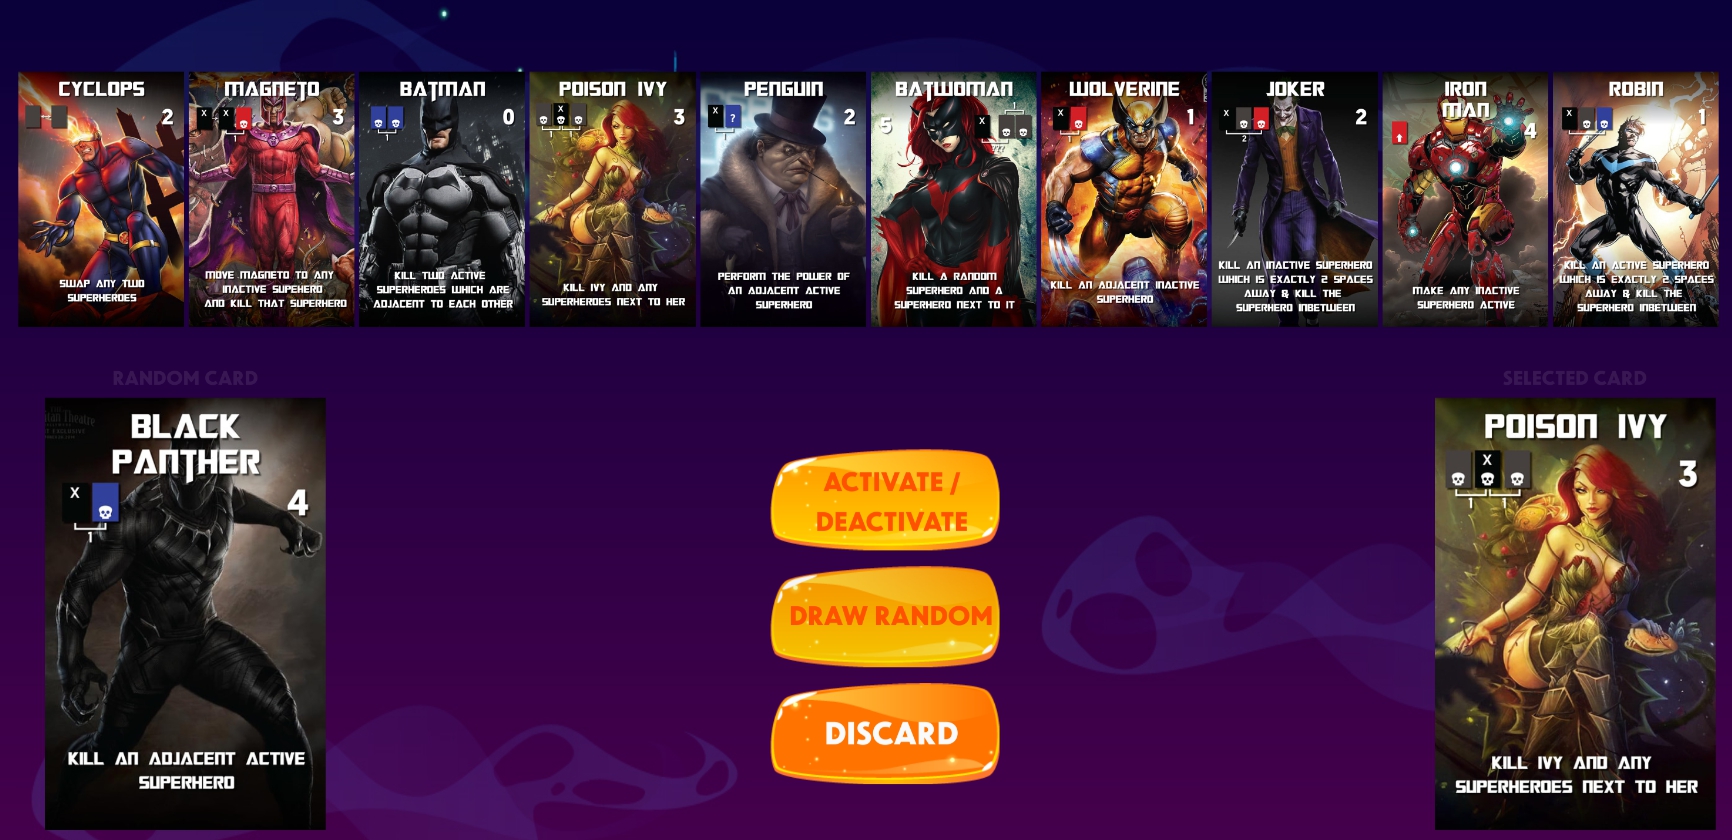 CYCLOPS
2
SWAP ANY TWO
SUPERHEROES
MAGNETO
X X
3
1
MOVE MAGNETO TO ANY
INACTIVE SUPEHERO
AND KILL THAT SUPERHERO
BATMAN
0
1
KILL TWO ACTIVE
SUPERHEROES WHICH ARE
ADJACENT TO EACH OTHER
POISON IVY
X
3
1 1
KILL IVY AND ANY
SUPERHEROES NEXT TO HER
PENGUIN
X ?
2
1
PERFORM THE POWER OF
AN ADJACENT ACTIVE
SUPERHERO
BATWOMAN
1
5
X
???
KILL A RANDOM
SUPERHERO AND A
SUPERHERO NEXT TO IT
WOLVERINE
X
1
1
KILL AN ADJACENT INACTIVE
SUPERHERO
JOKER
X
2
2
KILL AN INACTIVE SUPERHERO
WHICH IS EXACTLY 2 SPACES
AWAY & KILL THE
SUPERHERO INBETWEEN
IRON
MAN
4
MAKE ANY INACTIVE
SUPERHERO ACTIVE
ROBIN
X
1
2
KILL AN ACTIVE SUPERHERO
WHICH IS EXACTLY 2 SPACES
AWAY & KILL THE
SUPERHERO INBETWEEN
RANDOM CARD
BLACK
PANTHER
X
4
1
KILL AN ADJACENT ACTIVE
SUPERHERO
ACTIVATE /
DEACTIVATE
DRAW RANDOM
DISCARD
SELECTED CARD
POISON IVY
X
3
1 1
KILL IVY AND ANY
SUPERHEROES NEXT TO HER